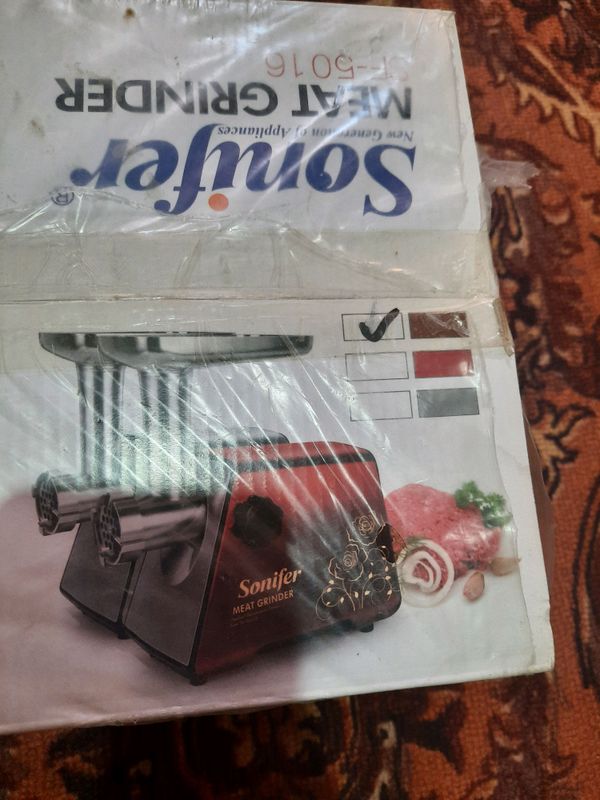 Sonifer®
New Generation of Appliances
MEAT GRINDER
SF-5016
Sonifer
MEAT GRINDER